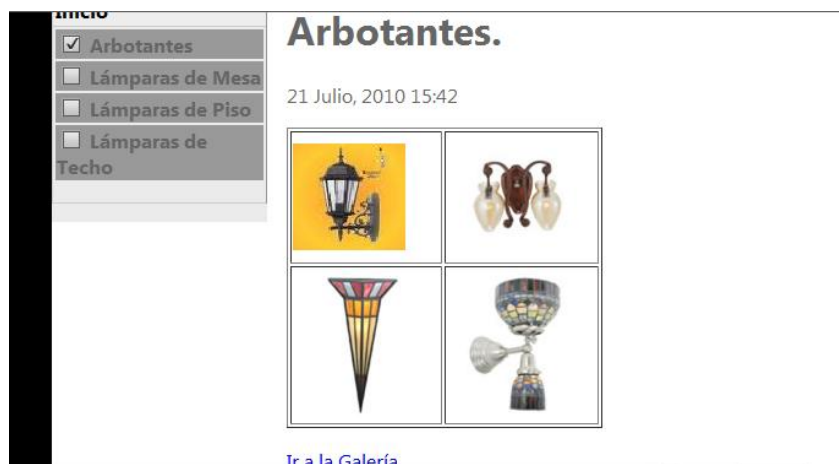 Inicio
Arbotantes
Lámparas de Mesa
Lámparas de Piso
Lámparas de
Techo
Arbotantes.
21 Julio, 2010 15:42
Ir a la Galería